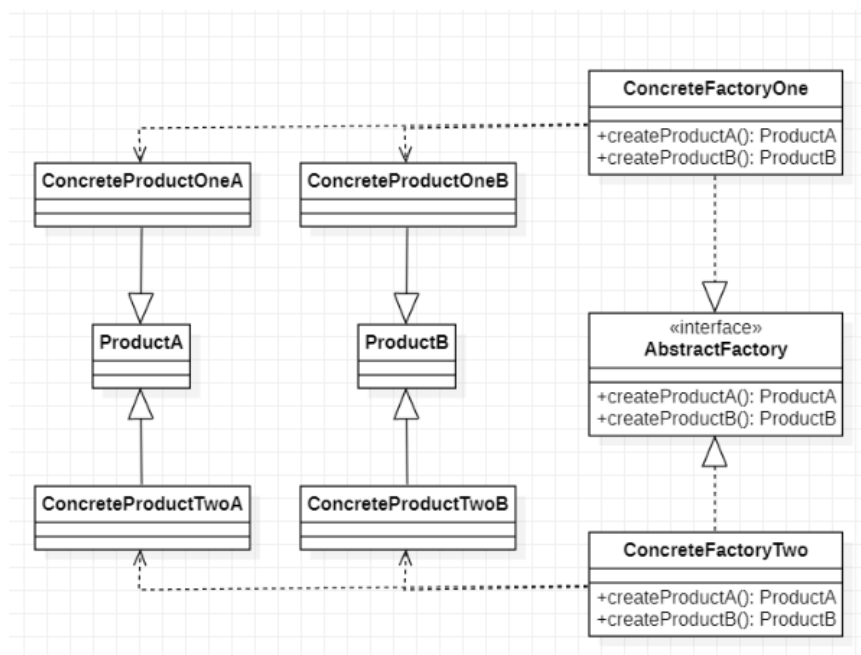 ConcreteFactoryOne
+createProductA(): ProductA
+createProductB(): ProductB
ConcreteProductOneA
ConcreteProductOneB
ProductA
ProductB
«interface»
AbstractFactory
+createProductA(): ProductA
+createProductB(): ProductB
ConcreteProductTwoA
ConcreteProductTwoB
ConcreteFactoryTwo
+createProductA(): ProductA
+createProductB(): ProductB